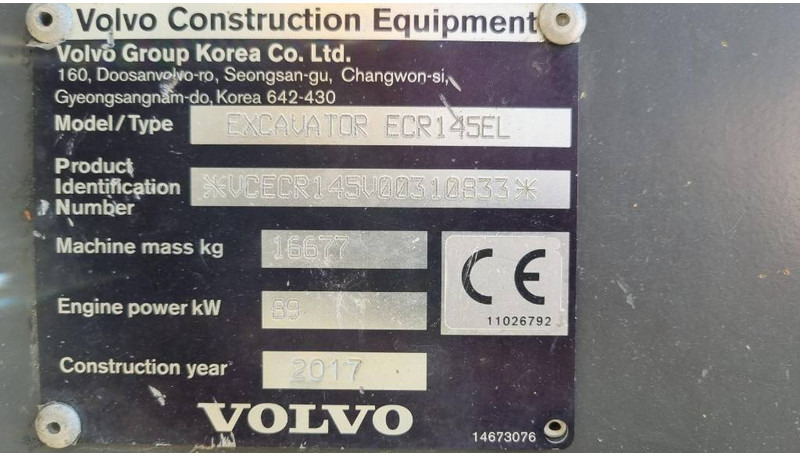 Volvo Construction Equipment
Volvo Group Korea Co. Ltd.
160, Doosanvolvo-ro, Seongsan-gu, Changwon-si,
Gyeongsangnam-do, Korea 642-430
Model/Type EXCAVATOR ECR145EL
Product
Identification
Number
*VCECR145V00310833*
Machine mass kg 16677
Engine power kW 89
CE
11026792
Construction year 2017
VOLVO
14673076